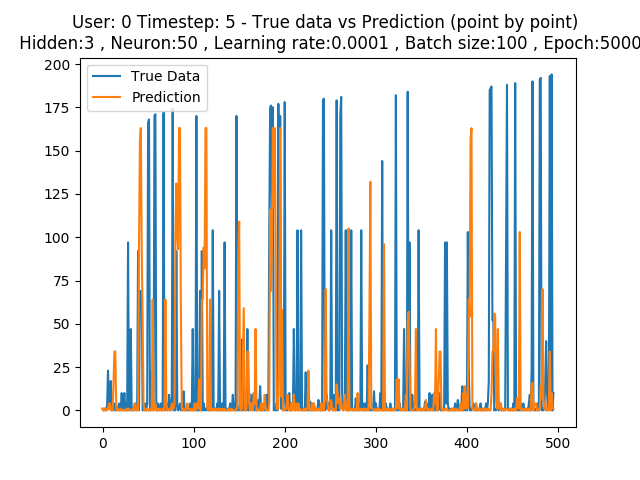 User: 0 Timestep: 5 - True data vs Prediction (point by point)
Hidden:3 , Neuron:50 , Learning rate:0.0001 , Batch size:100 , Epoch:5000
True Data
Prediction
200
175
150
125
100
75
50
25
0
0 100 200 300 400 500